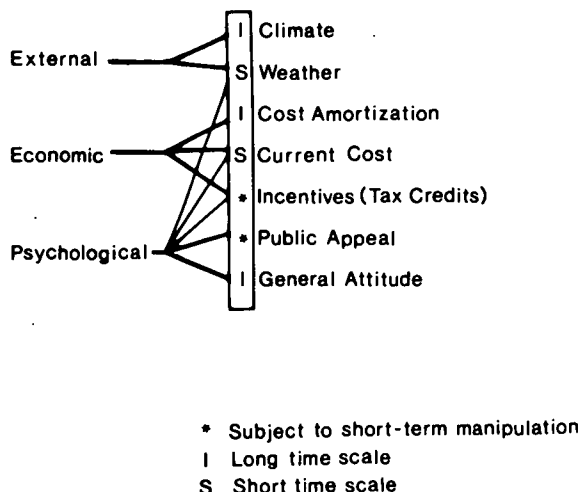 I Climate
External
S Weather
I Cost Amortization
Economic
S Current Cost
* Incentives (Tax Credits)
* Public Appeal
Psychological
I General Attitude
* Subject to short-term manipulation
I Long time scale
S Short time scale